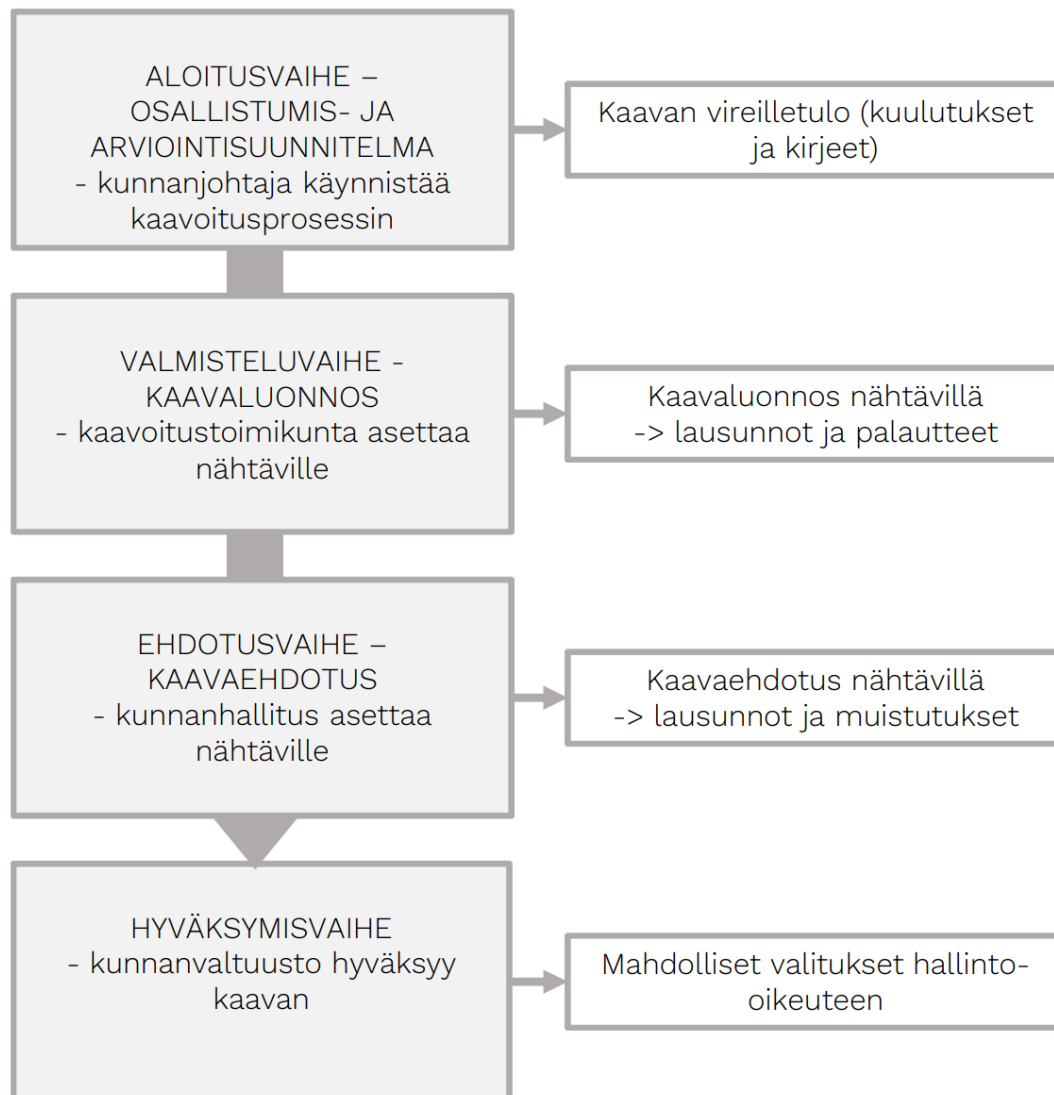 ALOITUSVAIHE –
OSALLISTUMIS- JA
ARVIOINTISUUNNITELMA
- kunnanjohtaja käynnistää
kaavoitusprosessin
Kaavan vireilletulo (kuulutukset
ja kirjeet)
VALMISTELUVAIHE -
KAAVALUONNOS
- kaavoitustoimikunta asettaa
nähtäville
Kaavaluonnos nähtävillä
-> lausunnot ja palautteet
EHDOTUSVAIHE –
KAAVAEHDOTUS
- kunnanhallitus asettaa
nähtäville
Kaavaehdotus nähtävillä
-> lausunnot ja muistutukset
HYVÄKSYMISVAIHE
- kunnanvaltuusto hyväksyy
kaavan
Mahdolliset valitukset hallinto-
oikeuteen